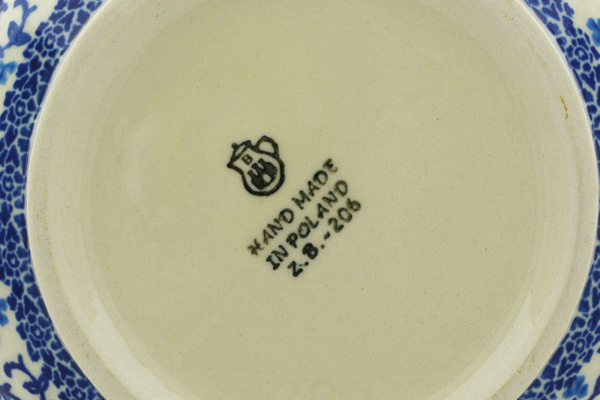 B
HAND MADE
IN POLAND
Z.B.-206